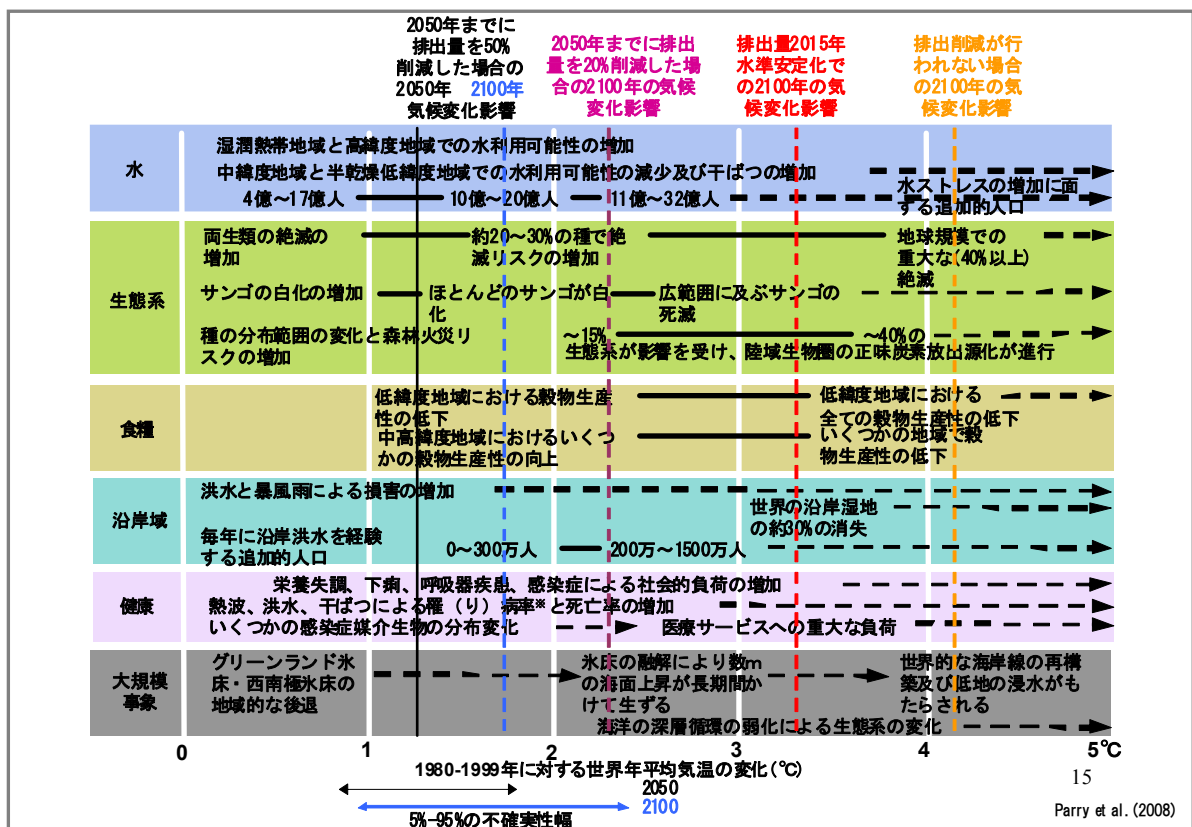 2050年までに
排出量を50%
削減した場合の
2050年 2100年
気候変化影響
2050年までに排出
量を20%削減した場
合の2100年の気候
変化影響
排出量2015年
水準安定化で
の2100年の気
候変化影響
排出削減が行
われない場合
の2100年の気
候変化影響
水
湿潤熱帯地域と高緯度地域での水利用可能性の増加
中緯度地域と半乾燥低緯度地域での水利用可能性の減少及び干ばつの増加
4億～17億人
10億～20億人
11億～32億人
水ストレスの増加に面
する追加的人口
生態系
両生類の絶滅の
増加
約20～30%の種で絶
滅リスクの増加
地球規模での
重大な(40%以上)
絶滅
サンゴの白化の増加
ほとんどのサンゴが白
化
広範囲に及ぶサンゴの
死滅
種の分布範囲の変化と森林火災リ
スクの増加
～15%
～40%の
生態系が影響を受け、陸域生物圏の正味炭素放出源化が進行
食糧
低緯度地域における穀物生産
性の低下
低緯度地域における
全ての穀物生産性の低下
中高緯度地域におけるいくつ
かの穀物生産性の向上
いくつかの地域で穀
物生産性の低下
沿岸域
洪水と暴風雨による損害の増加
世界の沿岸湿地
の約30%の消失
毎年に沿岸洪水を経験
する追加的人口
0～300万人
200万～1500万人
健康
栄養失調、下痢、呼吸器疾患、感染症による社会的負荷の増加
熱波、洪水、干ばつによる罹(り)病率※と死亡率の増加
いくつかの感染症媒介生物の分布変化
医療サービスへの重大な負荷
大規模
事象
グリーンランド氷
床・西南極氷床の
地域的な後退
氷床の融解により数m
の海面上昇が長期間か
けて生ずる
世界的な海岸線の再構
築及び低地の浸水がも
たらされる
海洋の深層循環の弱化による生態系の変化
0 1 2 3 4 5℃
1980-1999年に対する世界年平均気温の変化(℃)
2050
2100
5%-95%の不確実性幅
15
Parry et al. (2008)